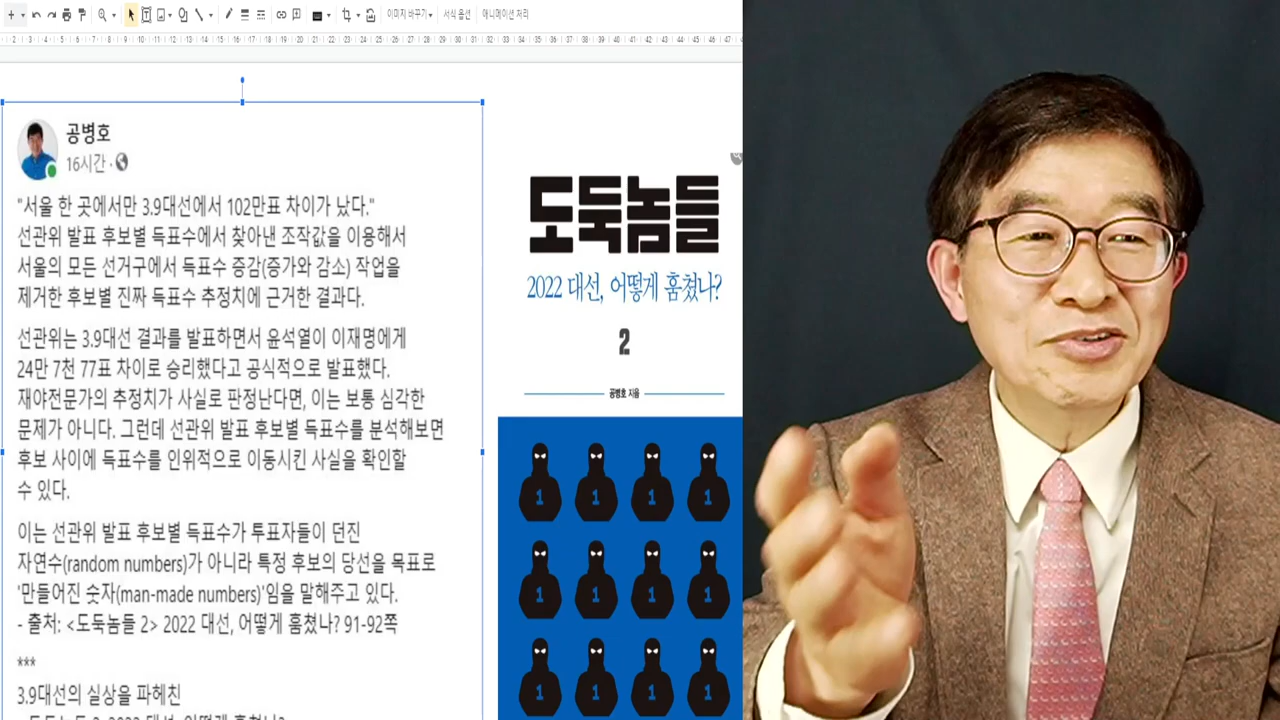 이미지 바꾸기 서식 옵션 애니메이션 처리
공병호
16시간
"서울 한 곳에서만 3.9대선에서 102만표 차이가 났다."
선관위 발표 후보별 득표수에서 찾아낸 조작값을 이용해서
서울의 모든 선거구에서 득표수 증감(증가와 감소) 작업을
제거한 후보별 진짜 득표수 추정치에 근거한 결과다.
선관위는 3.9대선 결과를 발표하면서 윤석열이 이재명에게
24만 7천 77표 차이로 승리했다고 공식적으로 발표했다.
재야전문가의 추정치가 사실로 판정난다면, 이는 보통 심각한
문제가 아니다. 그런데 선관위 발표 후보별 득표수를 분석해보면
후보 사이에 득표수를 인위적으로 이동시킨 사실을 확인할
수 있다.
이는 선관위 발표 후보별 득표수가 투표자들이 던진
자연수(random numbers)가 아니라 특정 후보의 당선을 목표로
'만들어진 숫자(man-made numbers)'임을 말해주고 있다.
- 출처: <도둑놈들 2> 2022 대선, 어떻게 훔쳤나? 91-92쪽
***
3.9대선의 실상을 파헤친
도둑놈들
2022 대선, 어떻게 훔쳤나?
2
공병호 지음
1 1 1 1
1 1 1 1
1 1 1 1